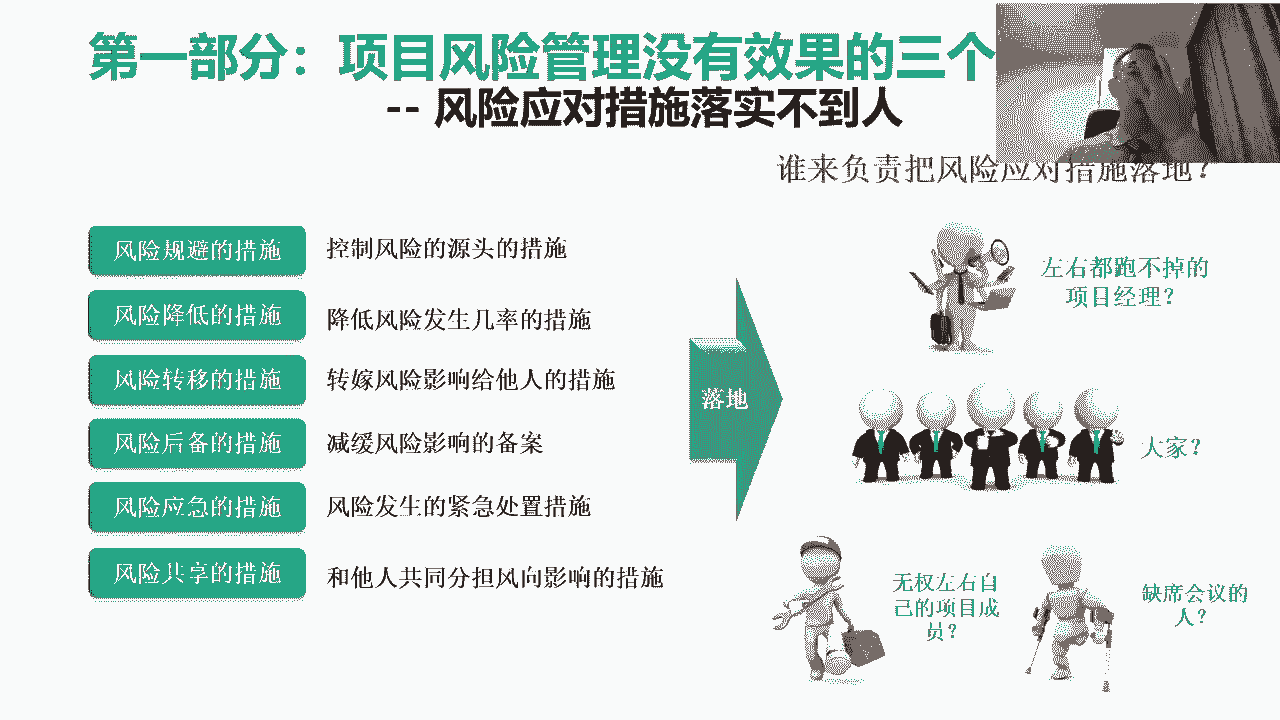 第一部分：项目风险管理没有效果的三个
-- 风险应对措施落实不到人
谁来负责把风险应对措施落地？
风险规避的措施
控制风险的源头的措施
风险降低的措施
降低风险发生几率的措施
风险转移的措施
转嫁风险影响给他人的措施
风险后备的措施
减缓风险影响的备案
风险应急的措施
风险发生的紧急处置措施
风险共享的措施
和他人共同分担风向影响的措施
落地
左右都跑不掉的
项目经理？
大家？
无权左右自
己的项目成
员？
缺席会议的
人？